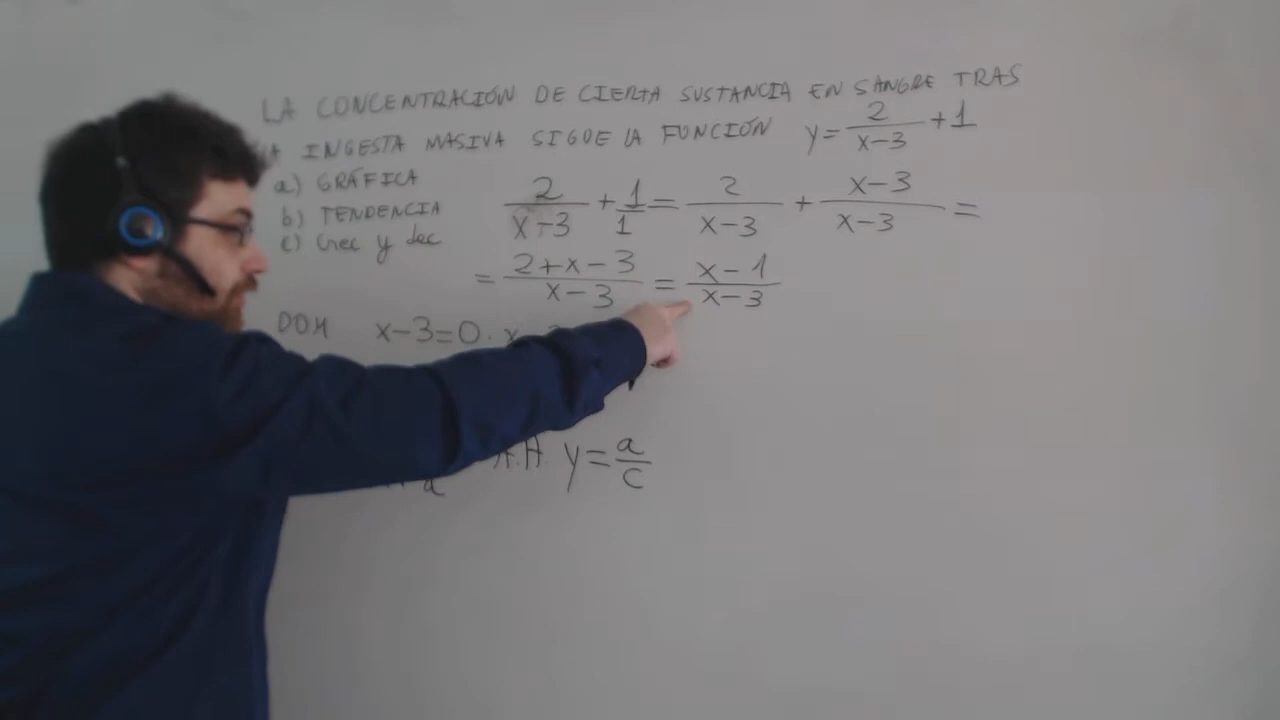 LA CONCENTRACIÓN DE CIERTA SUSTANCIA EN SANGRE TRAS
INGESTA MASIVA SIGUE LA FUNCIÓN y=2/(x-3)+1
a) GRÁFICA
b) TENDENCIA
c) Crec y dec
2/(x-3) + 1/1 = 2/(x-3) + (x-3)/(x-3) =
= (2+x-3)/(x-3) = (x-1)/(x-3)
DOM x-3=0
A.H. y=a/c